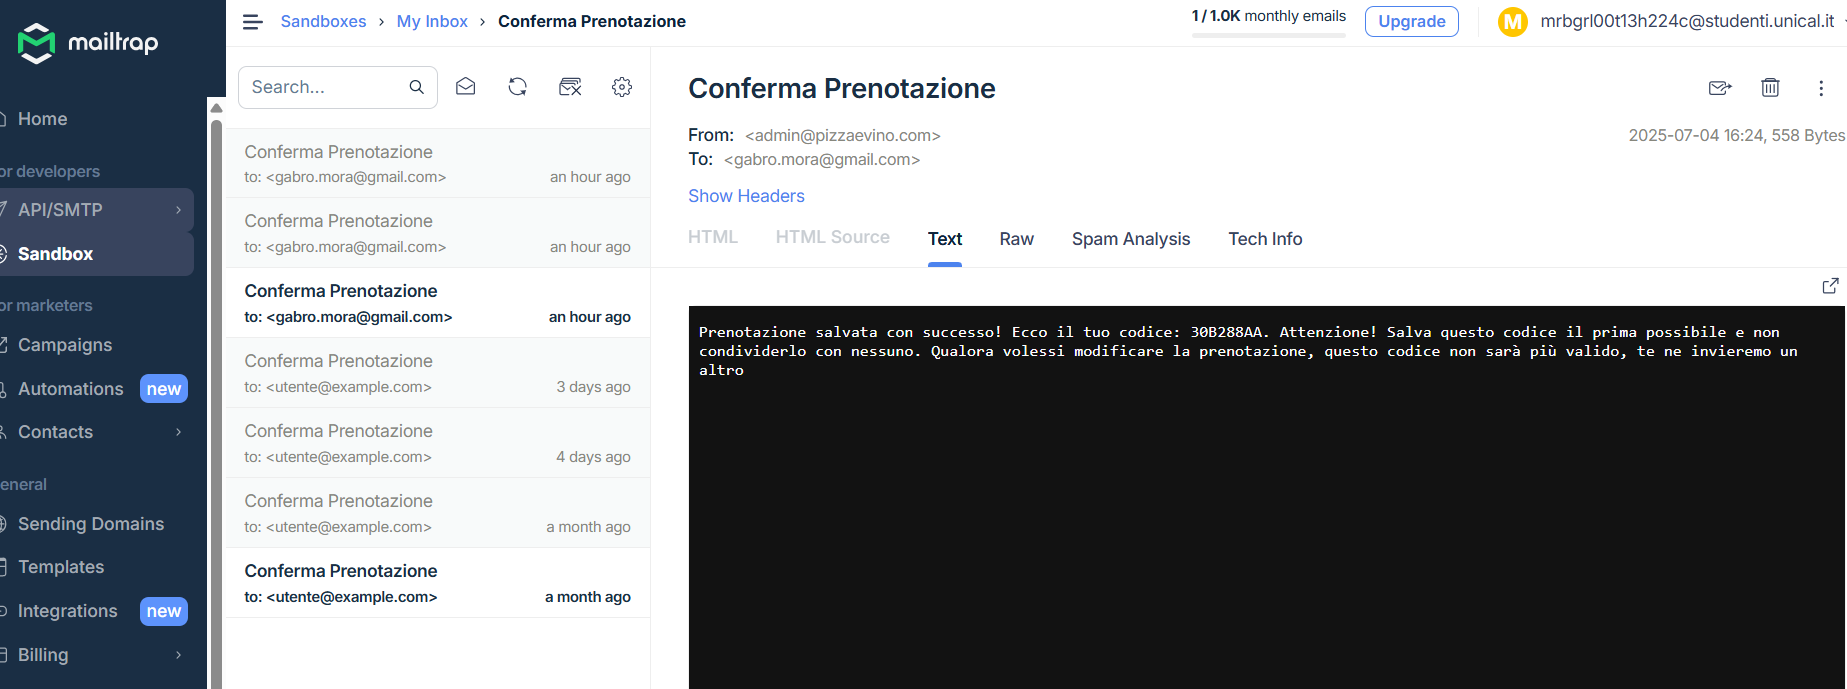 mailtrap
Home
or developers
API/SMTP
Sandbox
or marketers
Campaigns
Automations new
Contacts
eneral
Sending Domains
Templates
Integrations new
Billing
Sandboxes › My Inbox › Conferma Prenotazione
1 / 1.0K monthly emails
Upgrade
M
mrbgrl00t13h224c@studenti.unical.it
Search...
Conferma Prenotazione
to: <gabro.mora@gmail.com> an hour ago
Conferma Prenotazione
to: <gabro.mora@gmail.com> an hour ago
Conferma Prenotazione
to: <gabro.mora@gmail.com> an hour ago
Conferma Prenotazione
to: <utente@example.com> 3 days ago
Conferma Prenotazione
to: <utente@example.com> 4 days ago
Conferma Prenotazione
to: <utente@example.com> a month ago
Conferma Prenotazione
to: <utente@example.com> a month ago
Conferma Prenotazione
From: <admin@pizzaevino.com>
2025-07-04 16:24, 558 Bytes
To: <gabro.mora@gmail.com>
Show Headers
HTML HTML Source Text Raw Spam Analysis Tech Info
Prenotazione salvata con successo! Ecco il tuo codice: 30B288AA. Attenzione! Salva questo codice il prima possibile e non
condividerlo con nessuno. Qualora volessi modificare la prenotazione, questo codice non sarà più valido, te ne invieremo un
altro